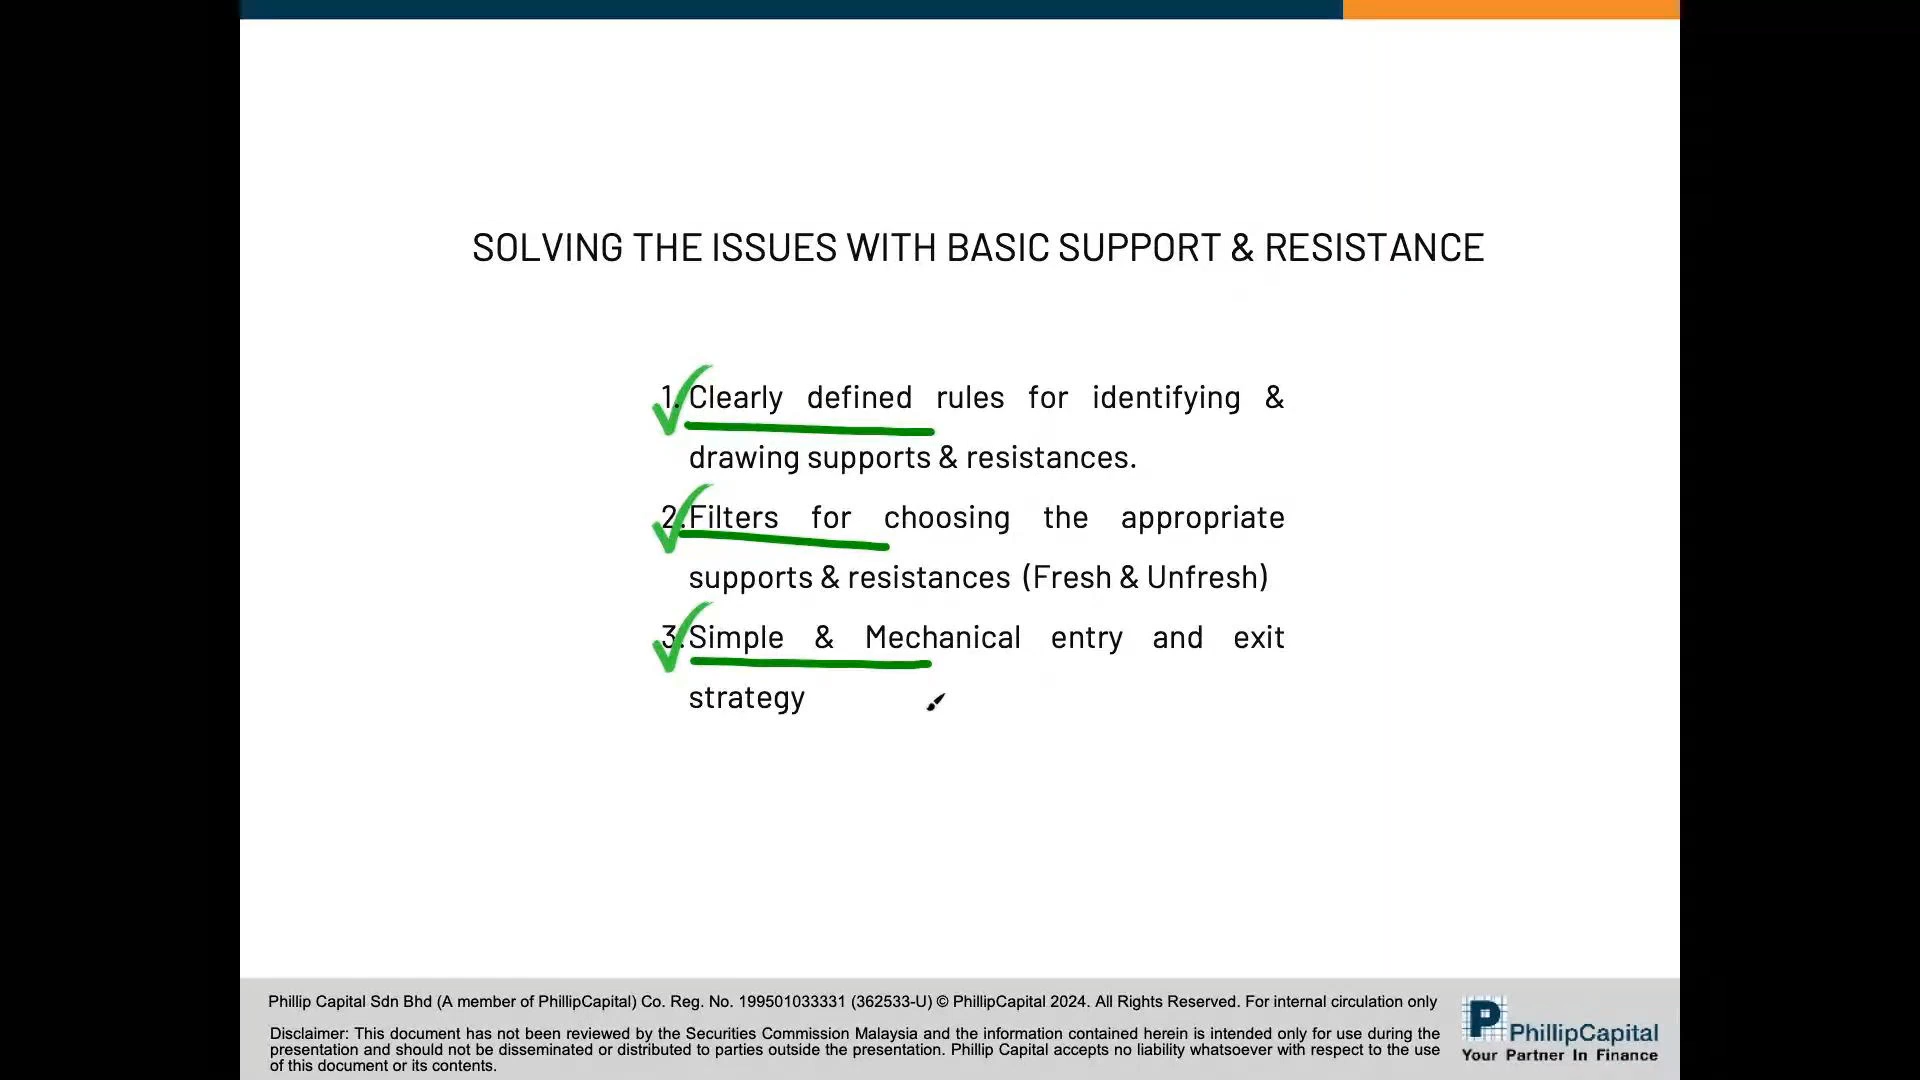 SOLVING THE ISSUES WITH BASIC SUPPORT & RESISTANCE
1. Clearly defined rules for identifying &
drawing supports & resistances.
2. Filters for choosing the appropriate
supports & resistances (Fresh & Unfresh)
3. Simple & Mechanical entry and exit
strategy
Phillip Capital Sdn Bhd (A member of PhillipCapital) Co. Reg. No. 199501033331 (362533-U) © PhillipCapital 2024. All Rights Reserved. For internal circulation only
Disclaimer: This document has not been reviewed by the Securities Commission Malaysia and the information contained herein is intended only for use during the
presentation and should not be disseminated or distributed to parties outside the presentation. Phillip Capital accepts no liability whatsoever with respect to the use
of this document or its contents.
P PhillipCapital
Your Partner In Finance